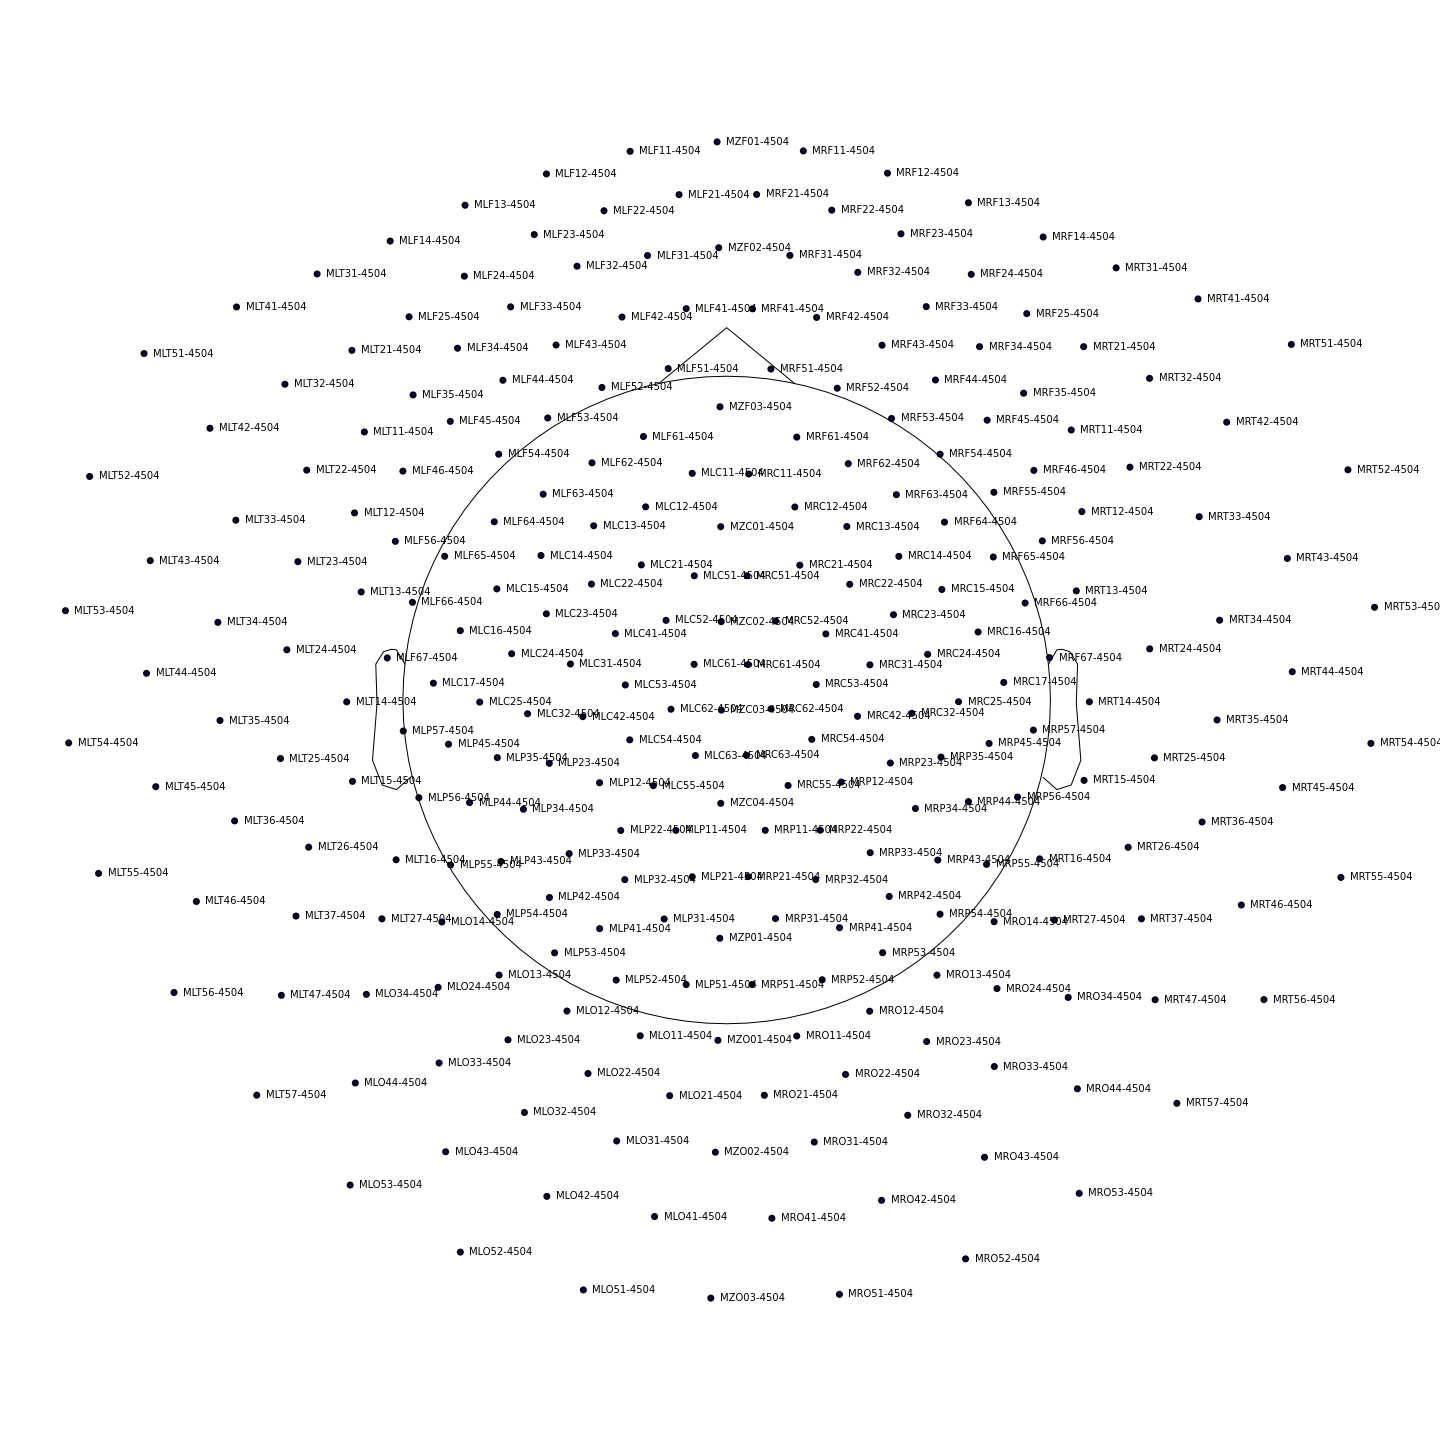 MZF01-4504
MLF11-4504 MRF11-4504
MLF12-4504 MRF12-4504
MLF21-4504 MRF21-4504
MLF13-4504 MLF22-4504 MRF22-4504 MRF13-4504
MLF14-4504 MLF23-4504 MRF23-4504 MRF14-4504
MLF31-4504 MZF02-4504 MRF31-4504
MLT31-4504 MLF24-4504 MLF32-4504 MRF32-4504 MRF24-4504 MRT31-4504
MLT41-4504 MLF33-4504 MLF41-4504 MRF41-4504 MRF33-4504 MRT41-4504
MLF25-4504 MLF42-4504 MRF42-4504 MRF25-4504
MLT51-4504 MLT21-4504 MLF34-4504 MLF43-4504 MRF43-4504 MRF34-4504 MRT21-4504 MRT51-4504
MLF51-4504 MRF51-4504
MLT32-4504 MLF44-4504 MLF52-4504 MRF52-4504 MRF44-4504 MRT32-4504
MLF35-4504 MZF03-4504 MRF35-4504
MLT42-4504 MLT11-4504 MLF45-4504 MLF53-4504 MRF53-4504 MRF45-4504 MRT11-4504 MRT42-4504
MLF61-4504 MRF61-4504
MLF54-4504 MLF62-4504 MRF62-4504 MRF54-4504
MLT52-4504 MLT22-4504 MLF46-4504 MLC11-4504 MRC11-4504 MRF46-4504 MRT22-4504 MRT52-4504
MLF63-4504 MRF63-4504 MRF55-4504
MLT33-4504 MLT12-4504 MLC12-4504 MRC12-4504 MRT12-4504 MRT33-4504
MLF64-4504 MLC13-4504 MZC01-4504 MRC13-4504 MRF64-4504
MLF56-4504 MRF56-4504
MLT43-4504 MLT23-4504 MLF65-4504 MLC14-4504 MLC21-4504 MRC21-4504 MRC14-4504 MRF65-4504 MRT43-4504
MLC51-4504 MRC51-4504
MLT13-4504 MLC15-4504 MLC22-4504 MRC22-4504 MRC15-4504 MRT13-4504
MLT53-4504 MLF66-4504 MRF66-4504 MRT53-450
MLT34-4504 MLC23-4504 MLC52-4504 MZC02-4504 MRC52-4504 MRC23-4504 MRT34-4504
MLC16-4504 MLC41-4504 MRC41-4504 MRC16-4504
MLT24-4504 MLF67-4504 MLC24-4504 MRC24-4504 MRF67-4504 MRT24-4504
MLC31-4504 MLC61-4504 MRC61-4504 MRC31-4504
MLT44-4504 MLC17-4504 MLC53-4504 MRC53-4504 MRC17-4504 MRT44-4504
MLT14-4504 MLC25-4504 MRC25-4504 MRT14-4504
MLT35-4504 MLC32-4504 MLC42-4504 MLC62-4504 MZC03-4504 MRC62-4504 MRC42-4504 MRC32-4504 MRT35-4504
MLP57-4504 MRP57-4504
MLT54-4504 MLP45-4504 MLC54-4504 MRC54-4504 MRP45-4504 MRT54-4504
MLT25-4504 MLP35-4504 MLP23-4504 MLC63-4504 MRC63-4504 MRP23-4504 MRP35-4504 MRT25-4504
MLT45-4504 MLT15-4504 MLP12-4504 MLC55-4504 MRC55-4504 MRP12-4504 MRT15-4504 MRT45-4504
MLP56-4504 MLP44-4504 MLP34-4504 MZC04-4504 MRP34-4504 MRP44-4504 MRP56-4504
MLT36-4504 MLP22-4504 MLP11-4504 MRP11-4504 MRP22-4504 MRT36-4504
MLT26-4504 MLP33-4504 MRP33-4504 MRT26-4504
MLT16-4504 MLP55-4504 MLP43-4504 MRP43-4504 MRP55-4504 MRT16-4504
MLT55-4504 MLP32-4504 MLP21-4504 MRP21-4504 MRP32-4504 MRT55-4504
MLT46-4504 MLP42-4504 MRP42-4504 MRT46-4504
MLT37-4504 MLT27-4504 MLO14-4504 MLP54-4504 MLP31-4504 MRP31-4504 MRP54-4504 MRO14-4504 MRT27-4504 MRT37-4504
MLP41-4504 MZP01-4504 MRP41-4504
MLP53-4504 MRP53-4504
MLO13-4504 MLP52-4504 MLP51-4504 MRP51-4504 MRP52-4504 MRO13-4504
MLT56-4504 MLT47-4504 MLO34-4504 MLO24-4504 MRO24-4504 MRO34-4504 MRT47-4504 MRT56-4504
MLO12-4504 MRO12-4504
MLO23-4504 MLO11-4504 MZO01-4504 MRO11-4504 MRO23-4504
MLO33-4504 MLO22-4504 MRO22-4504 MRO33-4504
MLT57-4504 MLO44-4504 MLO21-4504 MRO21-4504 MRO44-4504 MRT57-4504
MLO32-4504 MRO32-4504
MLO43-4504 MLO31-4504 MZO02-4504 MRO31-4504 MRO43-4504
MLO53-4504 MLO42-4504 MRO42-4504 MRO53-4504
MLO41-4504 MRO41-4504
MLO52-4504 MRO52-4504
MLO51-4504 MZO03-4504 MRO51-4504